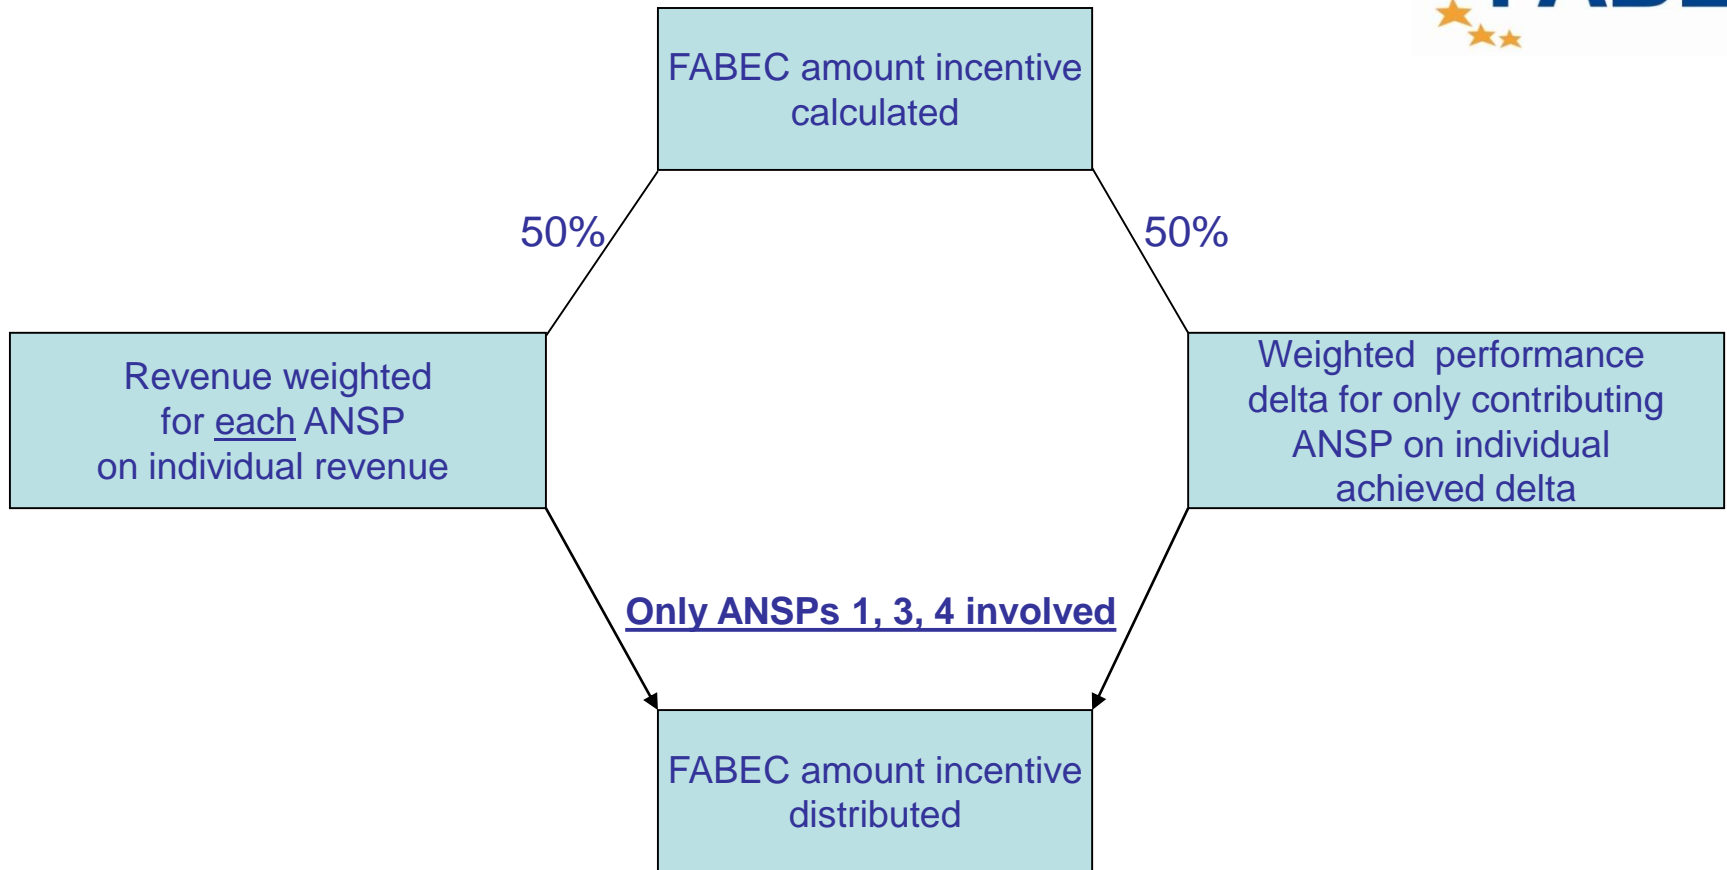 FABEC amount incentive
calculated
50%
50%
Revenue weighted
for each ANSP
on individual revenue
Weighted performance
delta for only contributing
ANSP on individual
achieved delta
Only ANSPs 1, 3, 4 involved
FABEC amount incentive
distributed